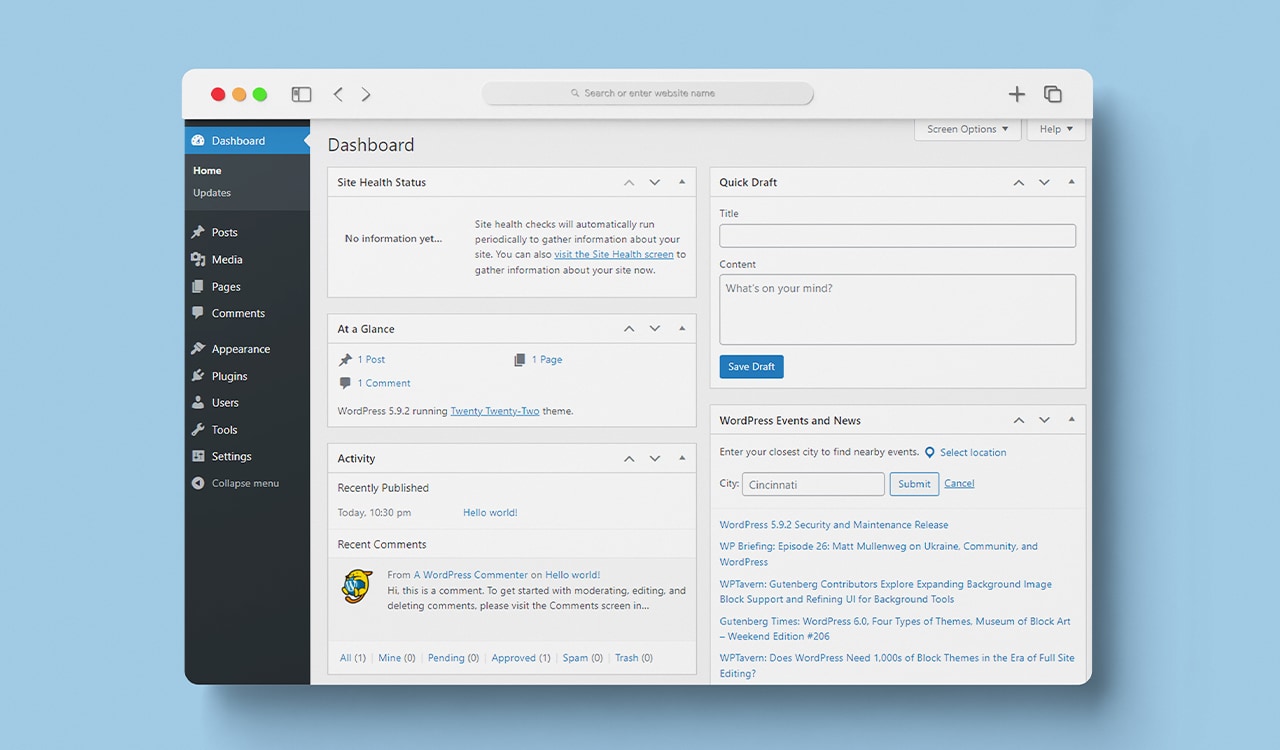 Search or enter website name
Dashboard
Home
Updates
Posts
Media
Pages
Comments
Appearance
Plugins
Users
Tools
Settings
Collapse menu
Screen Options
Help
Dashboard
Site Health Status
No information yet...
Site health checks will automatically run
periodically to gather information about your
site. You can also visit the Site Health screen to
gather information about your site now.
At a Glance
1 Post
1 Page
1 Comment
WordPress 5.9.2 running Twenty Twenty-Two theme.
Activity
Recently Published
Today, 10:30 pm Hello world!
Recent Comments
From A WordPress Commenter on Hello world!
Hi, this is a comment. To get started with moderating, editing, and
deleting comments, please visit the Comments screen in...
All (1) | Mine (0) | Pending (0) | Approved (1) | Spam (0) | Trash (0)
Quick Draft
Title
Content
What's on your mind?
Save Draft
WordPress Events and News
Enter your closest city to find nearby events. Select location
City: Cincinnati Submit Cancel
WordPress 5.9.2 Security and Maintenance Release
WP Briefing: Episode 26: Matt Mullenweg on Ukraine, Community, and
WordPress
WPTavern: Gutenberg Contributors Explore Expanding Background Image
Block Support and Refining UI for Background Tools
Gutenberg Times: WordPress 6.0, Four Types of Themes, Museum of Block Art
– Weekend Edition #206
WPTavern: Does WordPress Need 1,000s of Block Themes in the Era of Full Site
Editing?